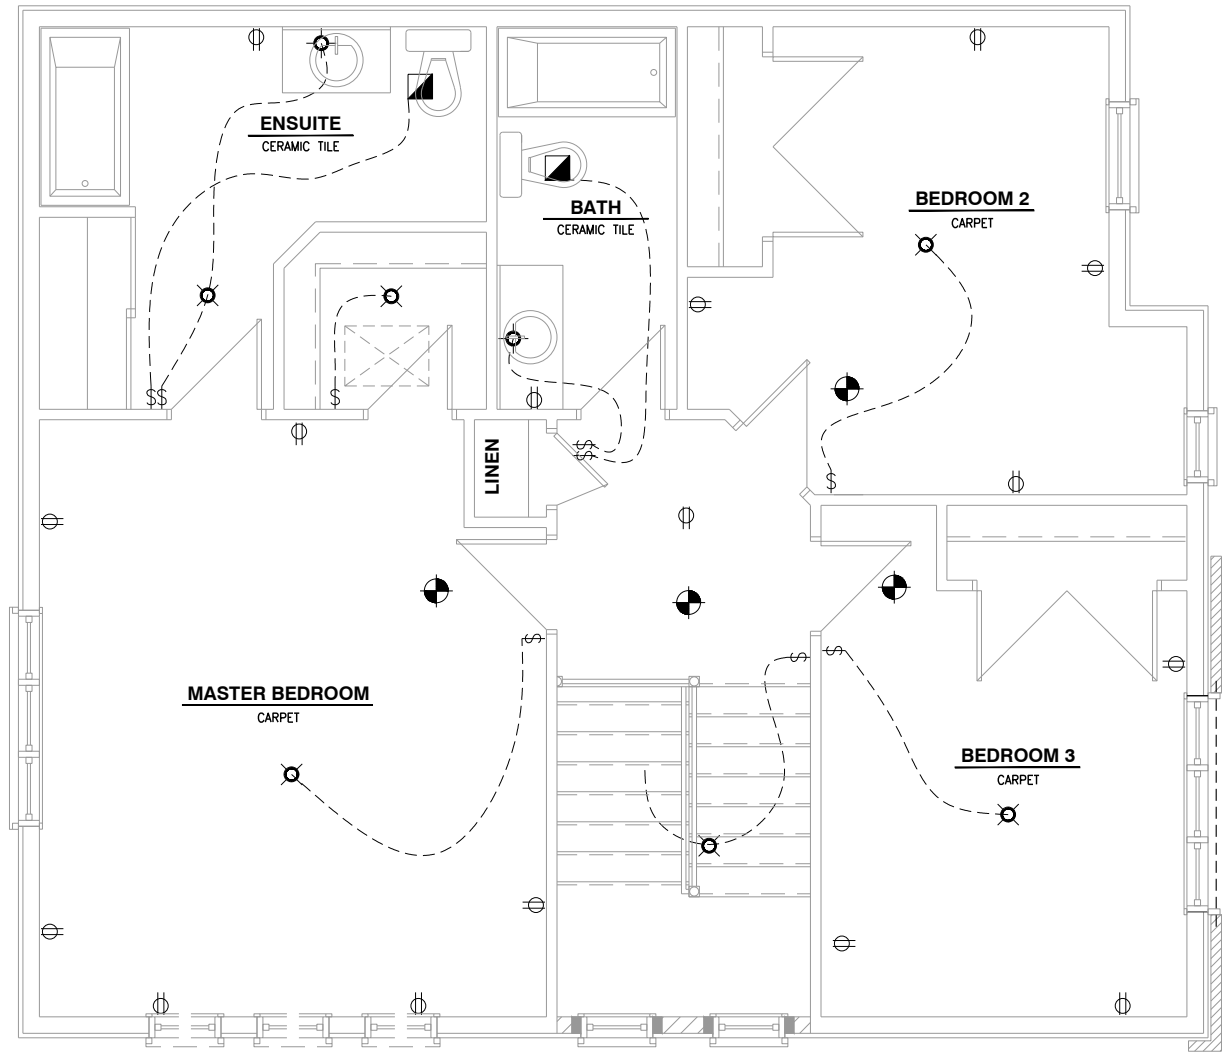 ENSUITE
CERAMIC TILE
BATH
CERAMIC TILE
BEDROOM 2
CARPET
$$
$
LINEN
$
$
$
$
$
$
MASTER BEDROOM
CARPET
BEDROOM 3
CARPET